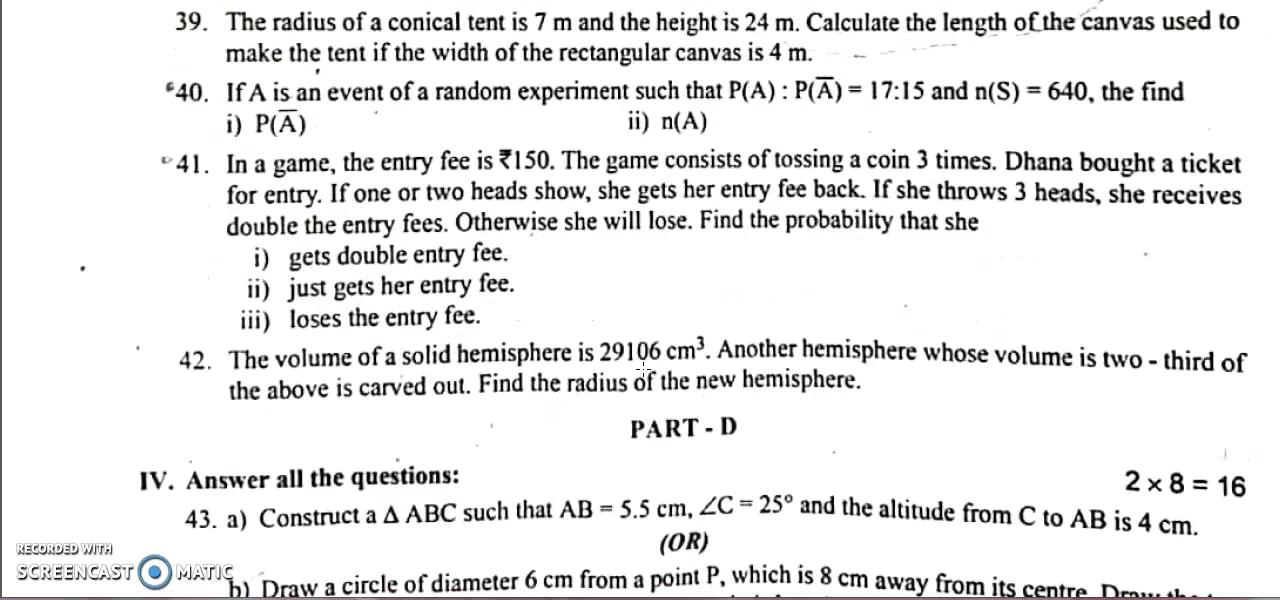 39. The radius of a conical tent is 7 m and the height is 24 m. Calculate the length of the canvas used to
make the tent if the width of the rectangular canvas is 4 m.
40. If A is an event of a random experiment such that P(A) : P(A̅) = 17:15 and n(S) = 640, the find
i) P(A̅) ii) n(A)
41. In a game, the entry fee is ₹150. The game consists of tossing a coin 3 times. Dhana bought a ticket
for entry. If one or two heads show, she gets her entry fee back. If she throws 3 heads, she receives
double the entry fees. Otherwise she will lose. Find the probability that she
i) gets double entry fee.
ii) just gets her entry fee.
iii) loses the entry fee.
42. The volume of a solid hemisphere is 29106 cm³. Another hemisphere whose volume is two - third of
the above is carved out. Find the radius of the new hemisphere.
PART - D
IV. Answer all the questions: 2 × 8 = 16
43. a) Construct a Δ ABC such that AB = 5.5 cm, ∠C = 25° and the altitude from C to AB is 4 cm.
(OR)
RECORDED WITH
SCREENCAST MATIC
b) Draw a circle of diameter 6 cm from a point P, which is 8 cm away from its centre. Draw the